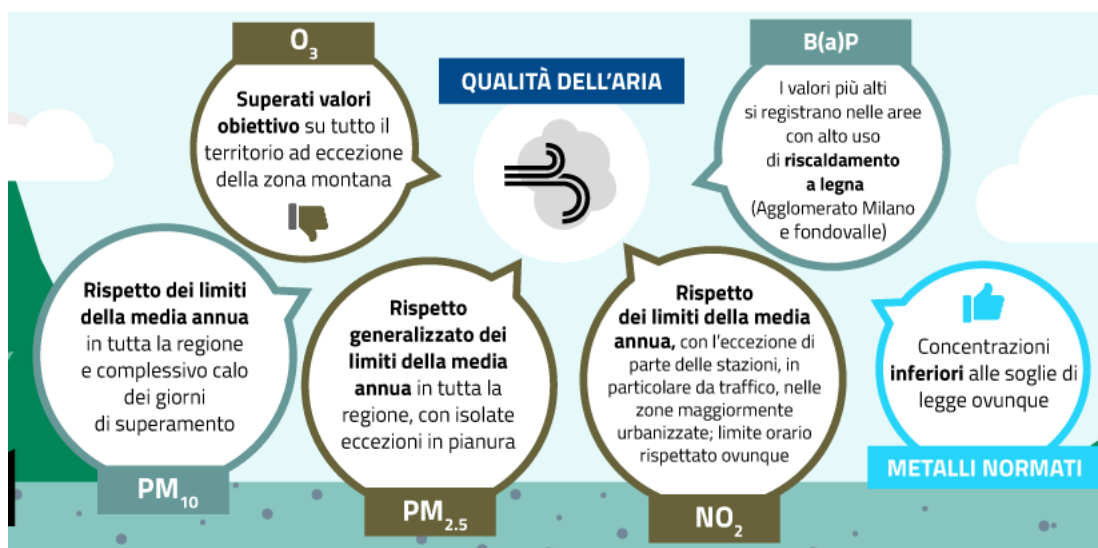 O3
Superati valori
obiettivo su tutto il
territorio ad eccezione
della zona montana
QUALITÀ DELL'ARIA
B(a)P
I valori più alti
si registrano nelle aree
con alto uso
di riscaldamento
a legna
(Agglomerato Milano
e fondovalle)
Rispetto dei limiti
della media annua
in tutta la regione
e complessivo calo
dei giorni
di superamento
PM10
Rispetto
generalizzato dei
limiti della media
annua in tutta la
regione, con isolate
eccezioni in pianura
PM2.5
Rispetto
dei limiti della media
annua, con l'eccezione di
parte delle stazioni, in
particolare da traffico, nelle
zone maggiormente
urbanizzate; limite orario
rispettato ovunque
NO2
Concentrazioni
inferiori alle soglie di
legge ovunque
METALLI NORMATI